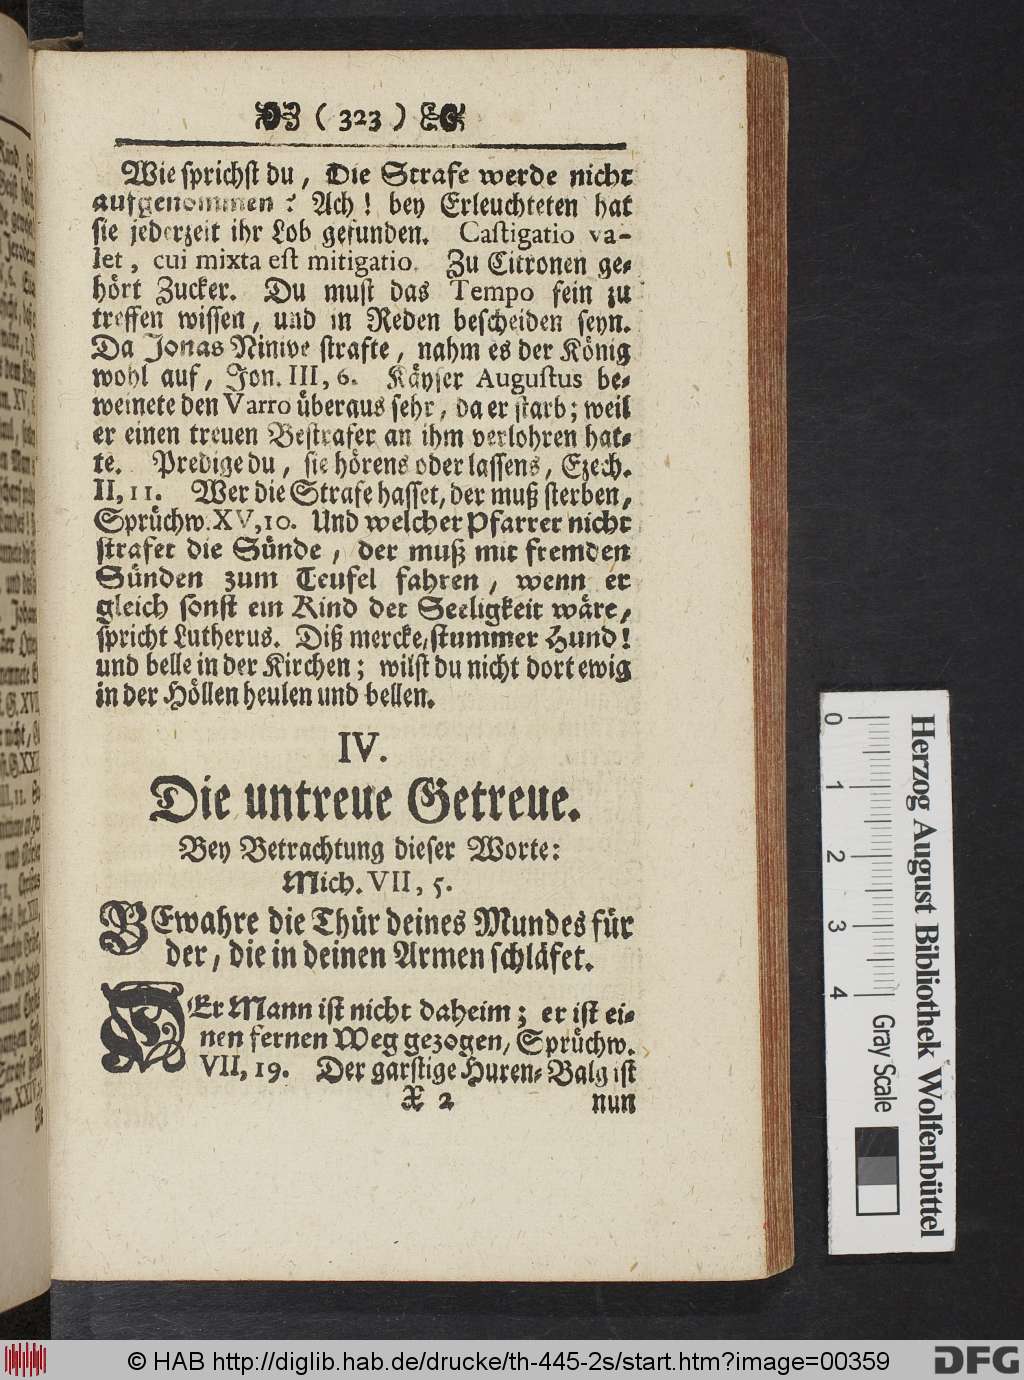 ( 323 )
Wie sprichst du, Die Strafe werde nicht
aufgenommen? Ach! bey Erleuchteten hat
sie jederzeit ihr Lob gefunden. Castigatio va-
let, cui mixta est mitigatio. Zu Citronen ge-
hört Zucker. Du must das Tempo fein zu
treffen wissen, und in Reden bescheiden seyn.
Da Jonas Ninive strafte, nahm es der König
wohl auf, Jon. III, 6. Käyser Augustus be-
weinete den Varro überaus sehr, da er starb; weil
er einen treuen Bestrafer an ihm verlohren hat-
te. Predige du, sie hörens oder lassens, Ezech.
II, 11. Wer die Strafe hasset, der muß sterben,
Sprüchw. XV, 10. Und welcher Pfarrer nicht
strafet die Sünde, der muß mit fremden
Sünden zum Teufel fahren, wenn er
gleich sonst ein Kind der Seeligkeit wäre,
spricht Lutherus. Diß mercke, stummer Hund!
und belle in der Kirchen; wilst du nicht dort ewig
in der Höllen heulen und bellen.
IV.
Die untreue Getreue.
Bey Betrachtung dieser Worte:
Mich. VII, 5.
BEwahre die Thür deines Mundes für
der, die in deinen Armen schläfet.
DEr Mann ist nicht daheim; er ist ei-
nen fernen Weg gezogen, Sprüchw.
VII, 19. Der garstige Huren-Balg ist
X 2 nun
0 1 2 3 4 Gray Scale
Herzog August Bibliothek Wolfenbüttel
© HAB http://diglib.hab.de/drucke/th-445-2s/start.htm?image=00359
DFG